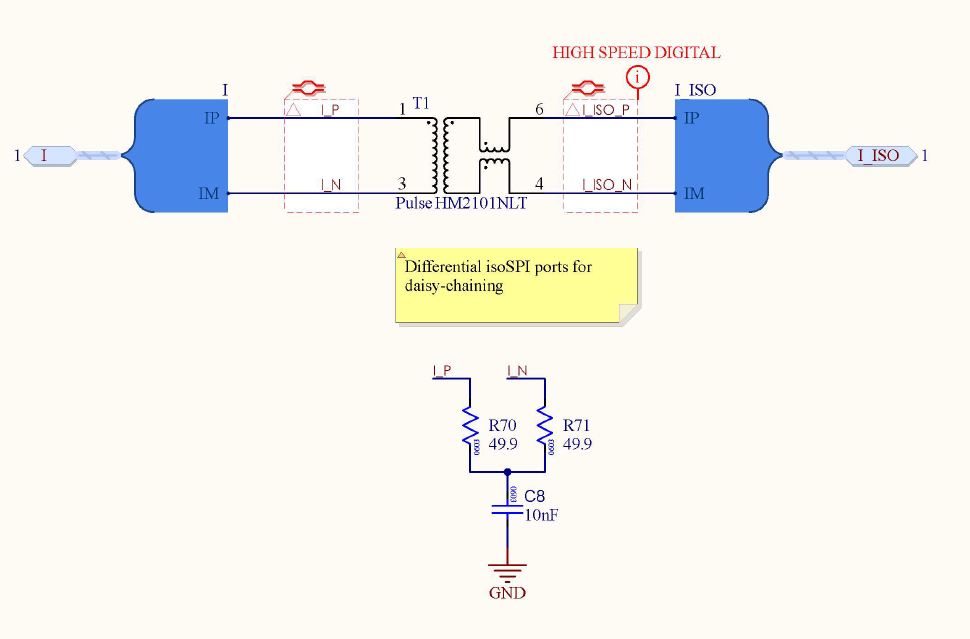 HIGH SPEED DIGITAL
i
I
I_ISO
I_P
1
T1
6
I_ISO_P
IP
IP
1
I
I_ISO
1
IM
I_N
3
4
I_ISO_N
IM
Pulse HM2101NLT
Differential isoSPI ports for
daisy-chaining
I_P
I_N
R70
49.9
0603
R71
49.9
0603
0603
C8
10nF
GND